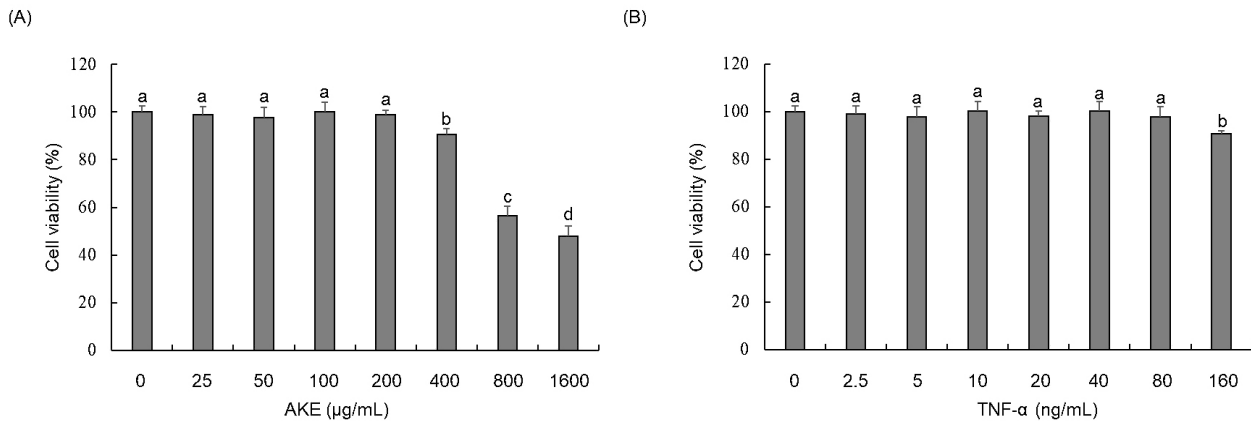 (A)
120
100
80
60
40
20
0
Cell viability (%)
a a a a a b c d
0 25 50 100 200 400 800 1600
AKE (µg/mL)
(B)
120
100
80
60
40
20
0
Cell viability (%)
a a a a a a a b
0 2.5 5 10 20 40 80 160
TNF-α (ng/mL)